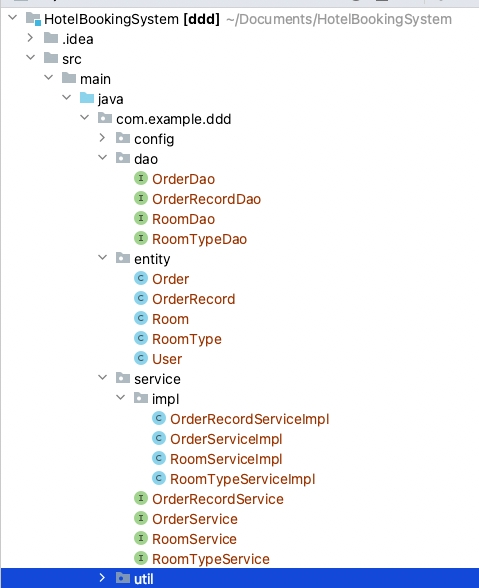 HotelBookingSystem [ddd] ~/Documents/HotelBookingSystem
.idea
src
main
java
com.example.ddd
config
dao
OrderDao
OrderRecordDao
RoomDao
RoomTypeDao
entity
Order
OrderRecord
Room
RoomType
User
service
impl
OrderRecordServiceImpl
OrderServiceImpl
RoomServiceImpl
RoomTypeServiceImpl
OrderRecordService
OrderService
RoomService
RoomTypeService
util